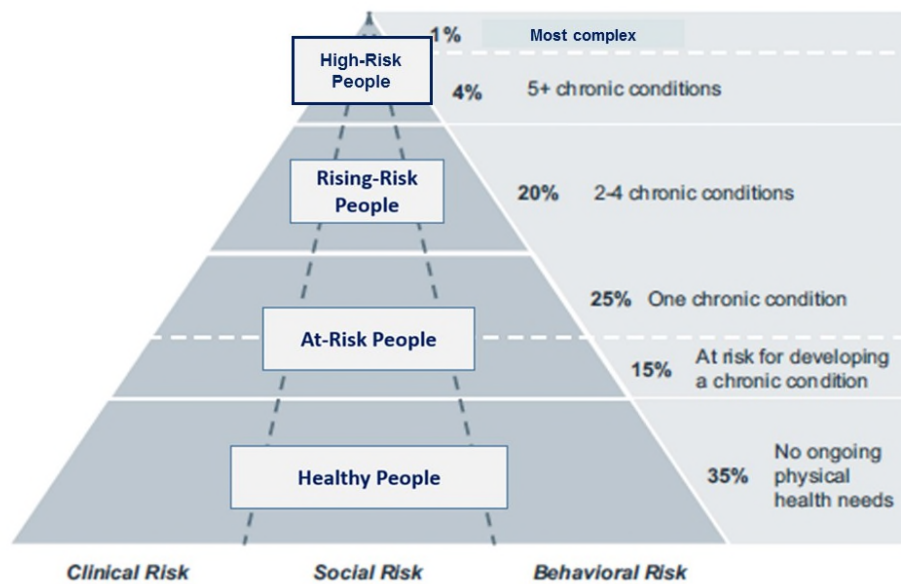 1% Most complex
High-Risk
People
4% 5+ chronic conditions
Rising-Risk
People
20% 2-4 chronic conditions
25% One chronic condition
At-Risk People
15% At risk for developing
a chronic condition
Healthy People
35% No ongoing
physical
health needs
Clinical Risk Social Risk Behavioral Risk